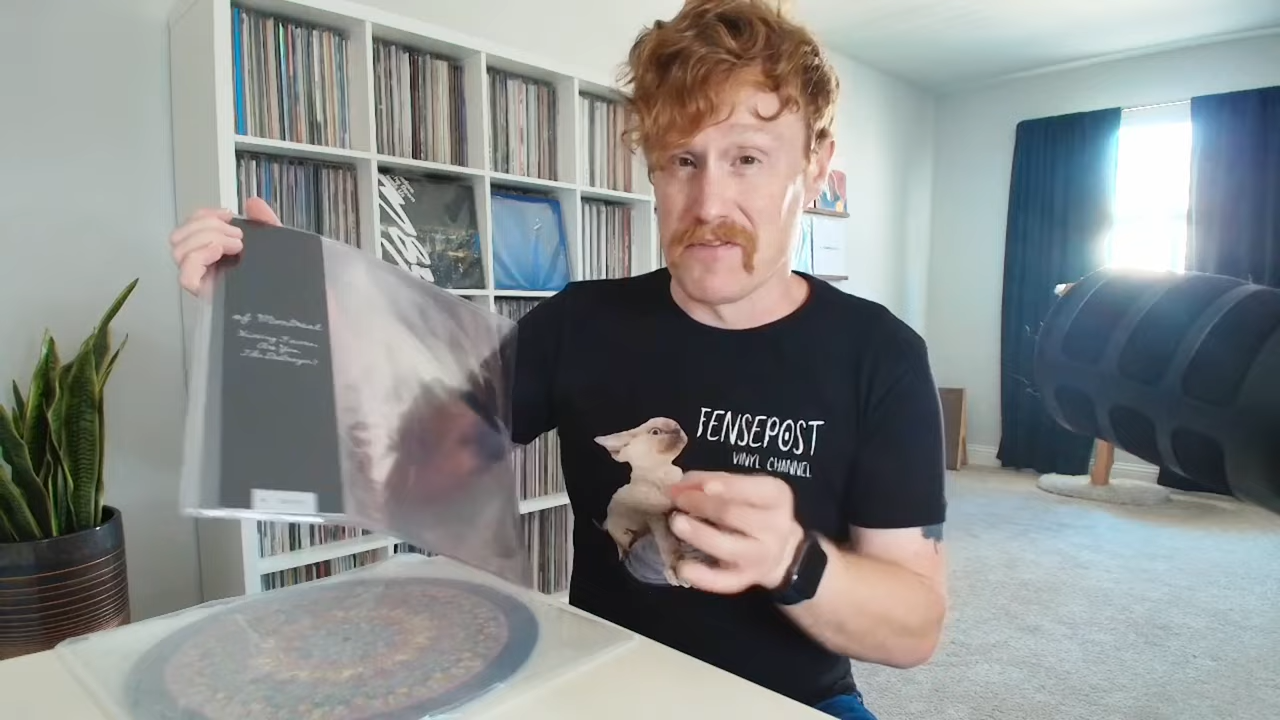 of Montreal
Hissing Fauna,
Are You
The Destroyer?
FENSEPOST
VINYL CHANNEL